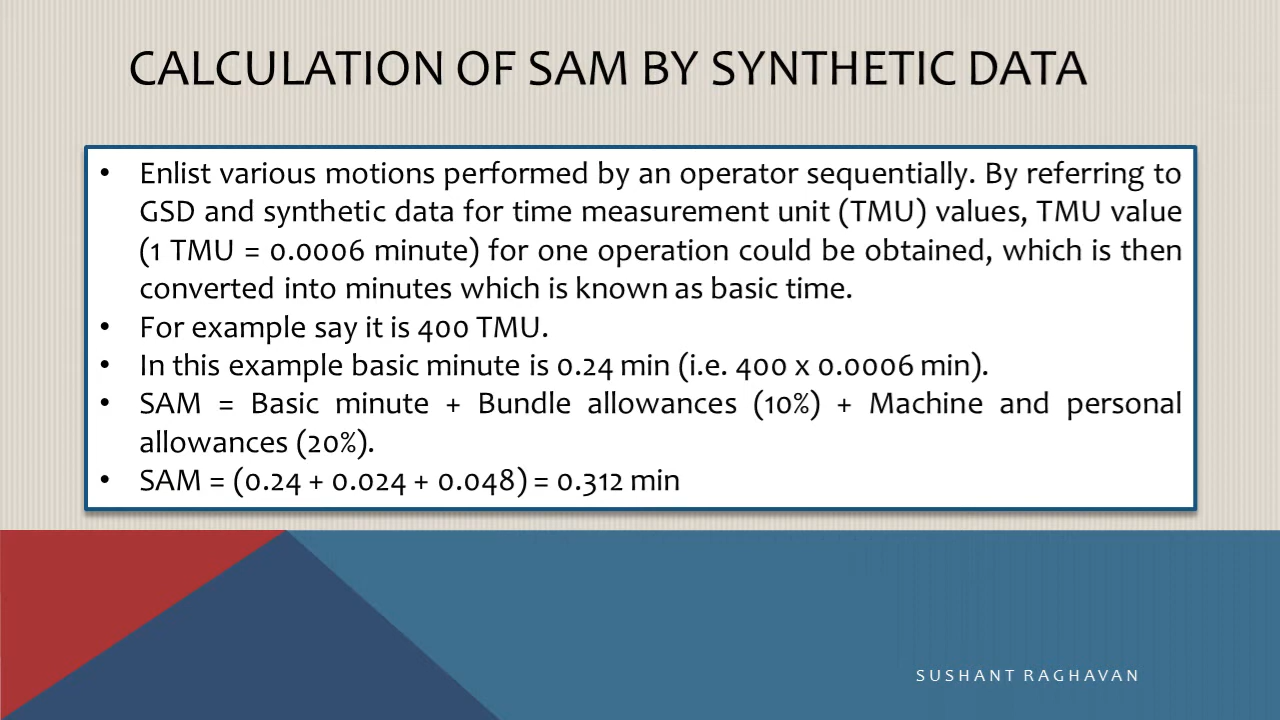 CALCULATION OF SAM BY SYNTHETIC DATA
• Enlist various motions performed by an operator sequentially. By referring to
GSD and synthetic data for time measurement unit (TMU) values, TMU value
(1 TMU = 0.0006 minute) for one operation could be obtained, which is then
converted into minutes which is known as basic time.
• For example say it is 400 TMU.
• In this example basic minute is 0.24 min (i.e. 400 x 0.0006 min).
• SAM = Basic minute + Bundle allowances (10%) + Machine and personal
allowances (20%).
• SAM = (0.24 + 0.024 + 0.048) = 0.312 min
SUSHANT RAGHAVAN